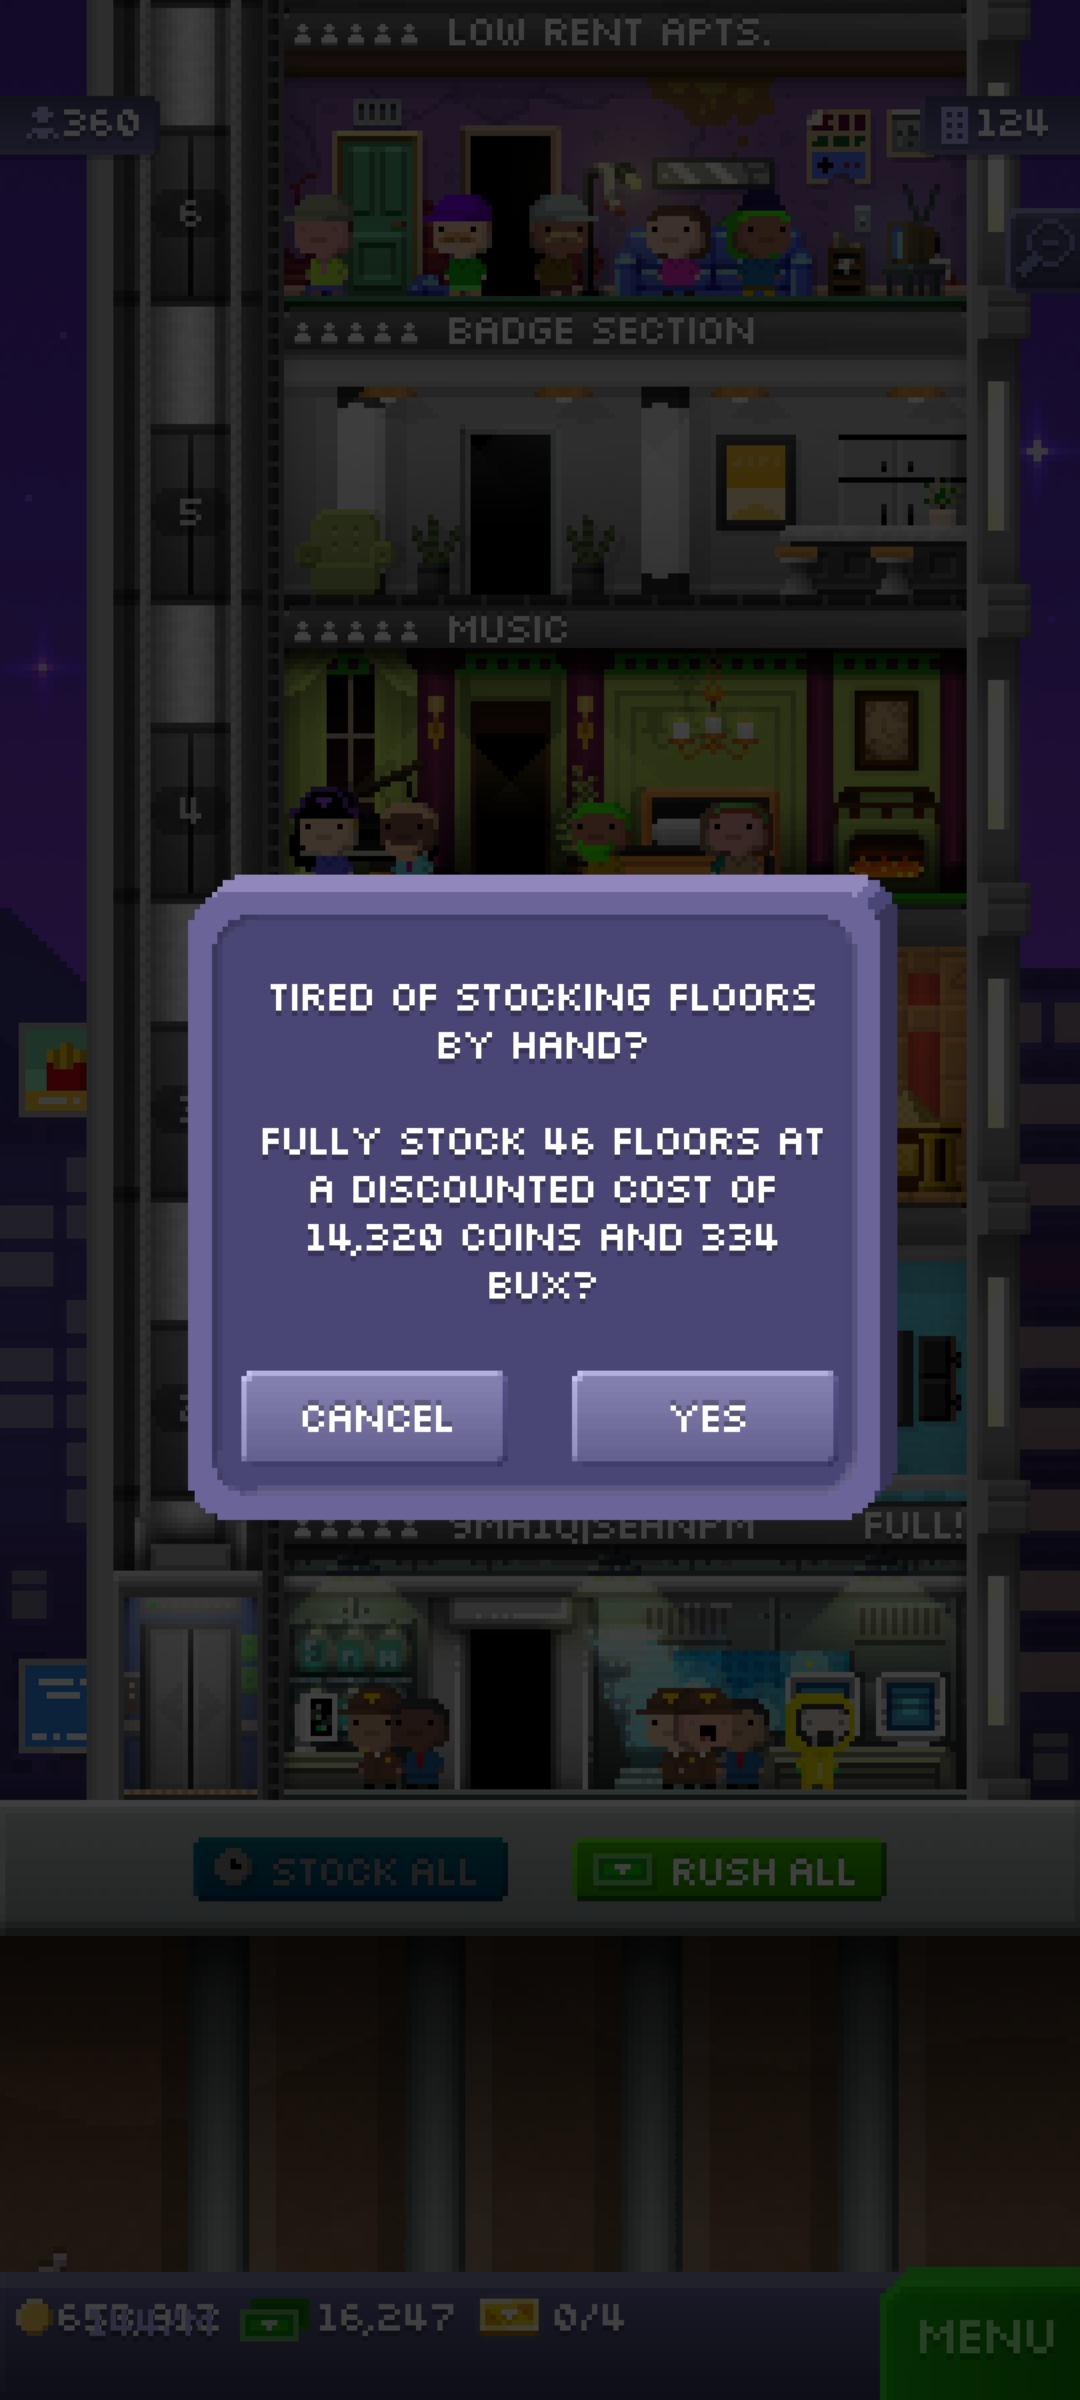 LOW RENT APTS.
360
124
6
BADGE SECTION
5
MUSIC
4
TIRED OF STOCKING FLOORS
BY HAND?
FULLY STOCK 46 FLOORS AT
A DISCOUNTED COST OF
14,320 COINS AND 334
BUX?
CANCEL
YES
FULL!
STOCK ALL
RUSH ALL
16,247
0/4
MENU